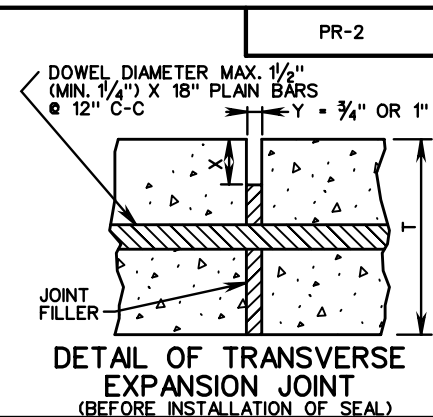 PR-2
DOWEL DIAMETER MAX. 1½"
(MIN. 1¼") X 18" PLAIN BARS
@ 12" C-C
Y = ¾" OR 1"
X
T
JOINT
FILLER
DETAIL OF TRANSVERSE
EXPANSION JOINT
(BEFORE INSTALLATION OF SEAL)